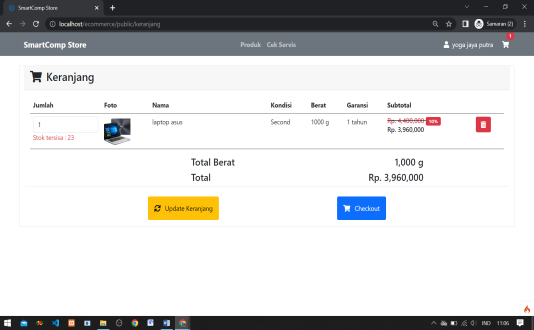 SmartComp Store
localhost/ecommerce/public/keranjang
Samaran (2)
SmartComp Store
Produk Cek Servis
yoga jaya putra
1
Keranjang
Jumlah Foto Nama Kondisi Berat Garansi Subtotal
1 laptop asus Second 1000 g 1 tahun Rp. 4,400,000 10%
Rp. 3,960,000
Stok tersisa : 23
Total Berat 1,000 g
Total Rp. 3,960,000
Update Keranjang
Checkout
IND 11:06